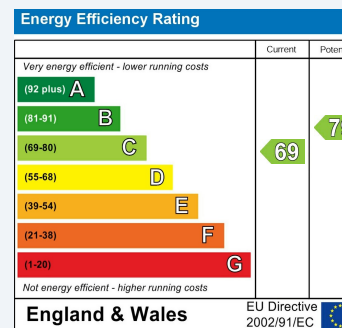 Energy Efficiency Rating
Current
Very energy efficient - lower running costs
(92 plus) A
(81-91) B
(69-80) C
(55-68) D
(39-54) E
(21-38) F
(1-20) G
69
Not energy efficient - higher running costs
England & Wales
EU Directive
2002/91/EC